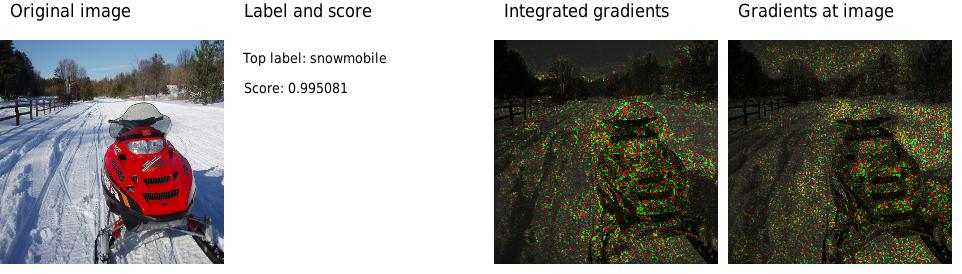 Original image
Label and score
Integrated gradients
Gradients at image
Top label: snowmobile
Score: 0.995081